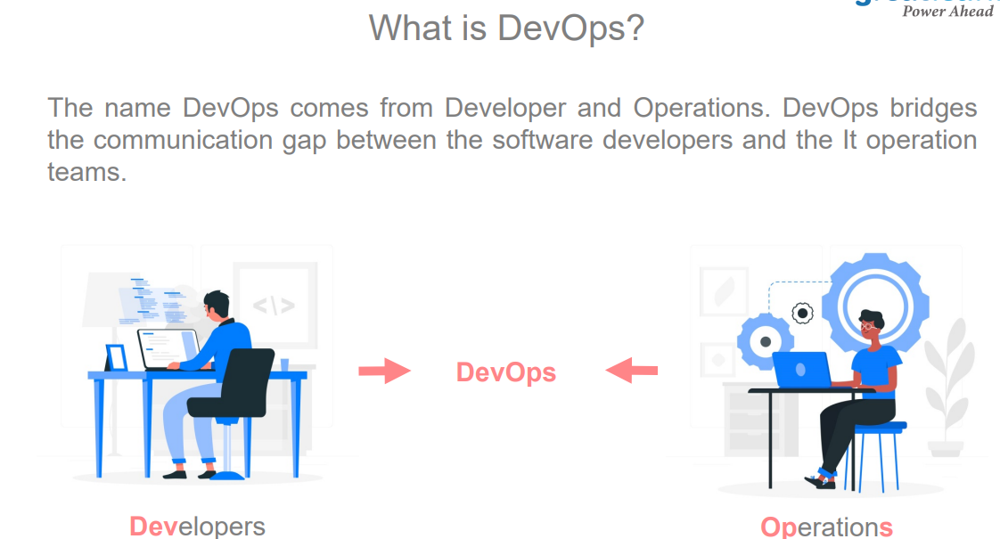 Power Ahead
What is DevOps?
The name DevOps comes from Developer and Operations. DevOps bridges
the communication gap between the software developers and the It operation
teams.
</>
DevOps
Developers
Operations